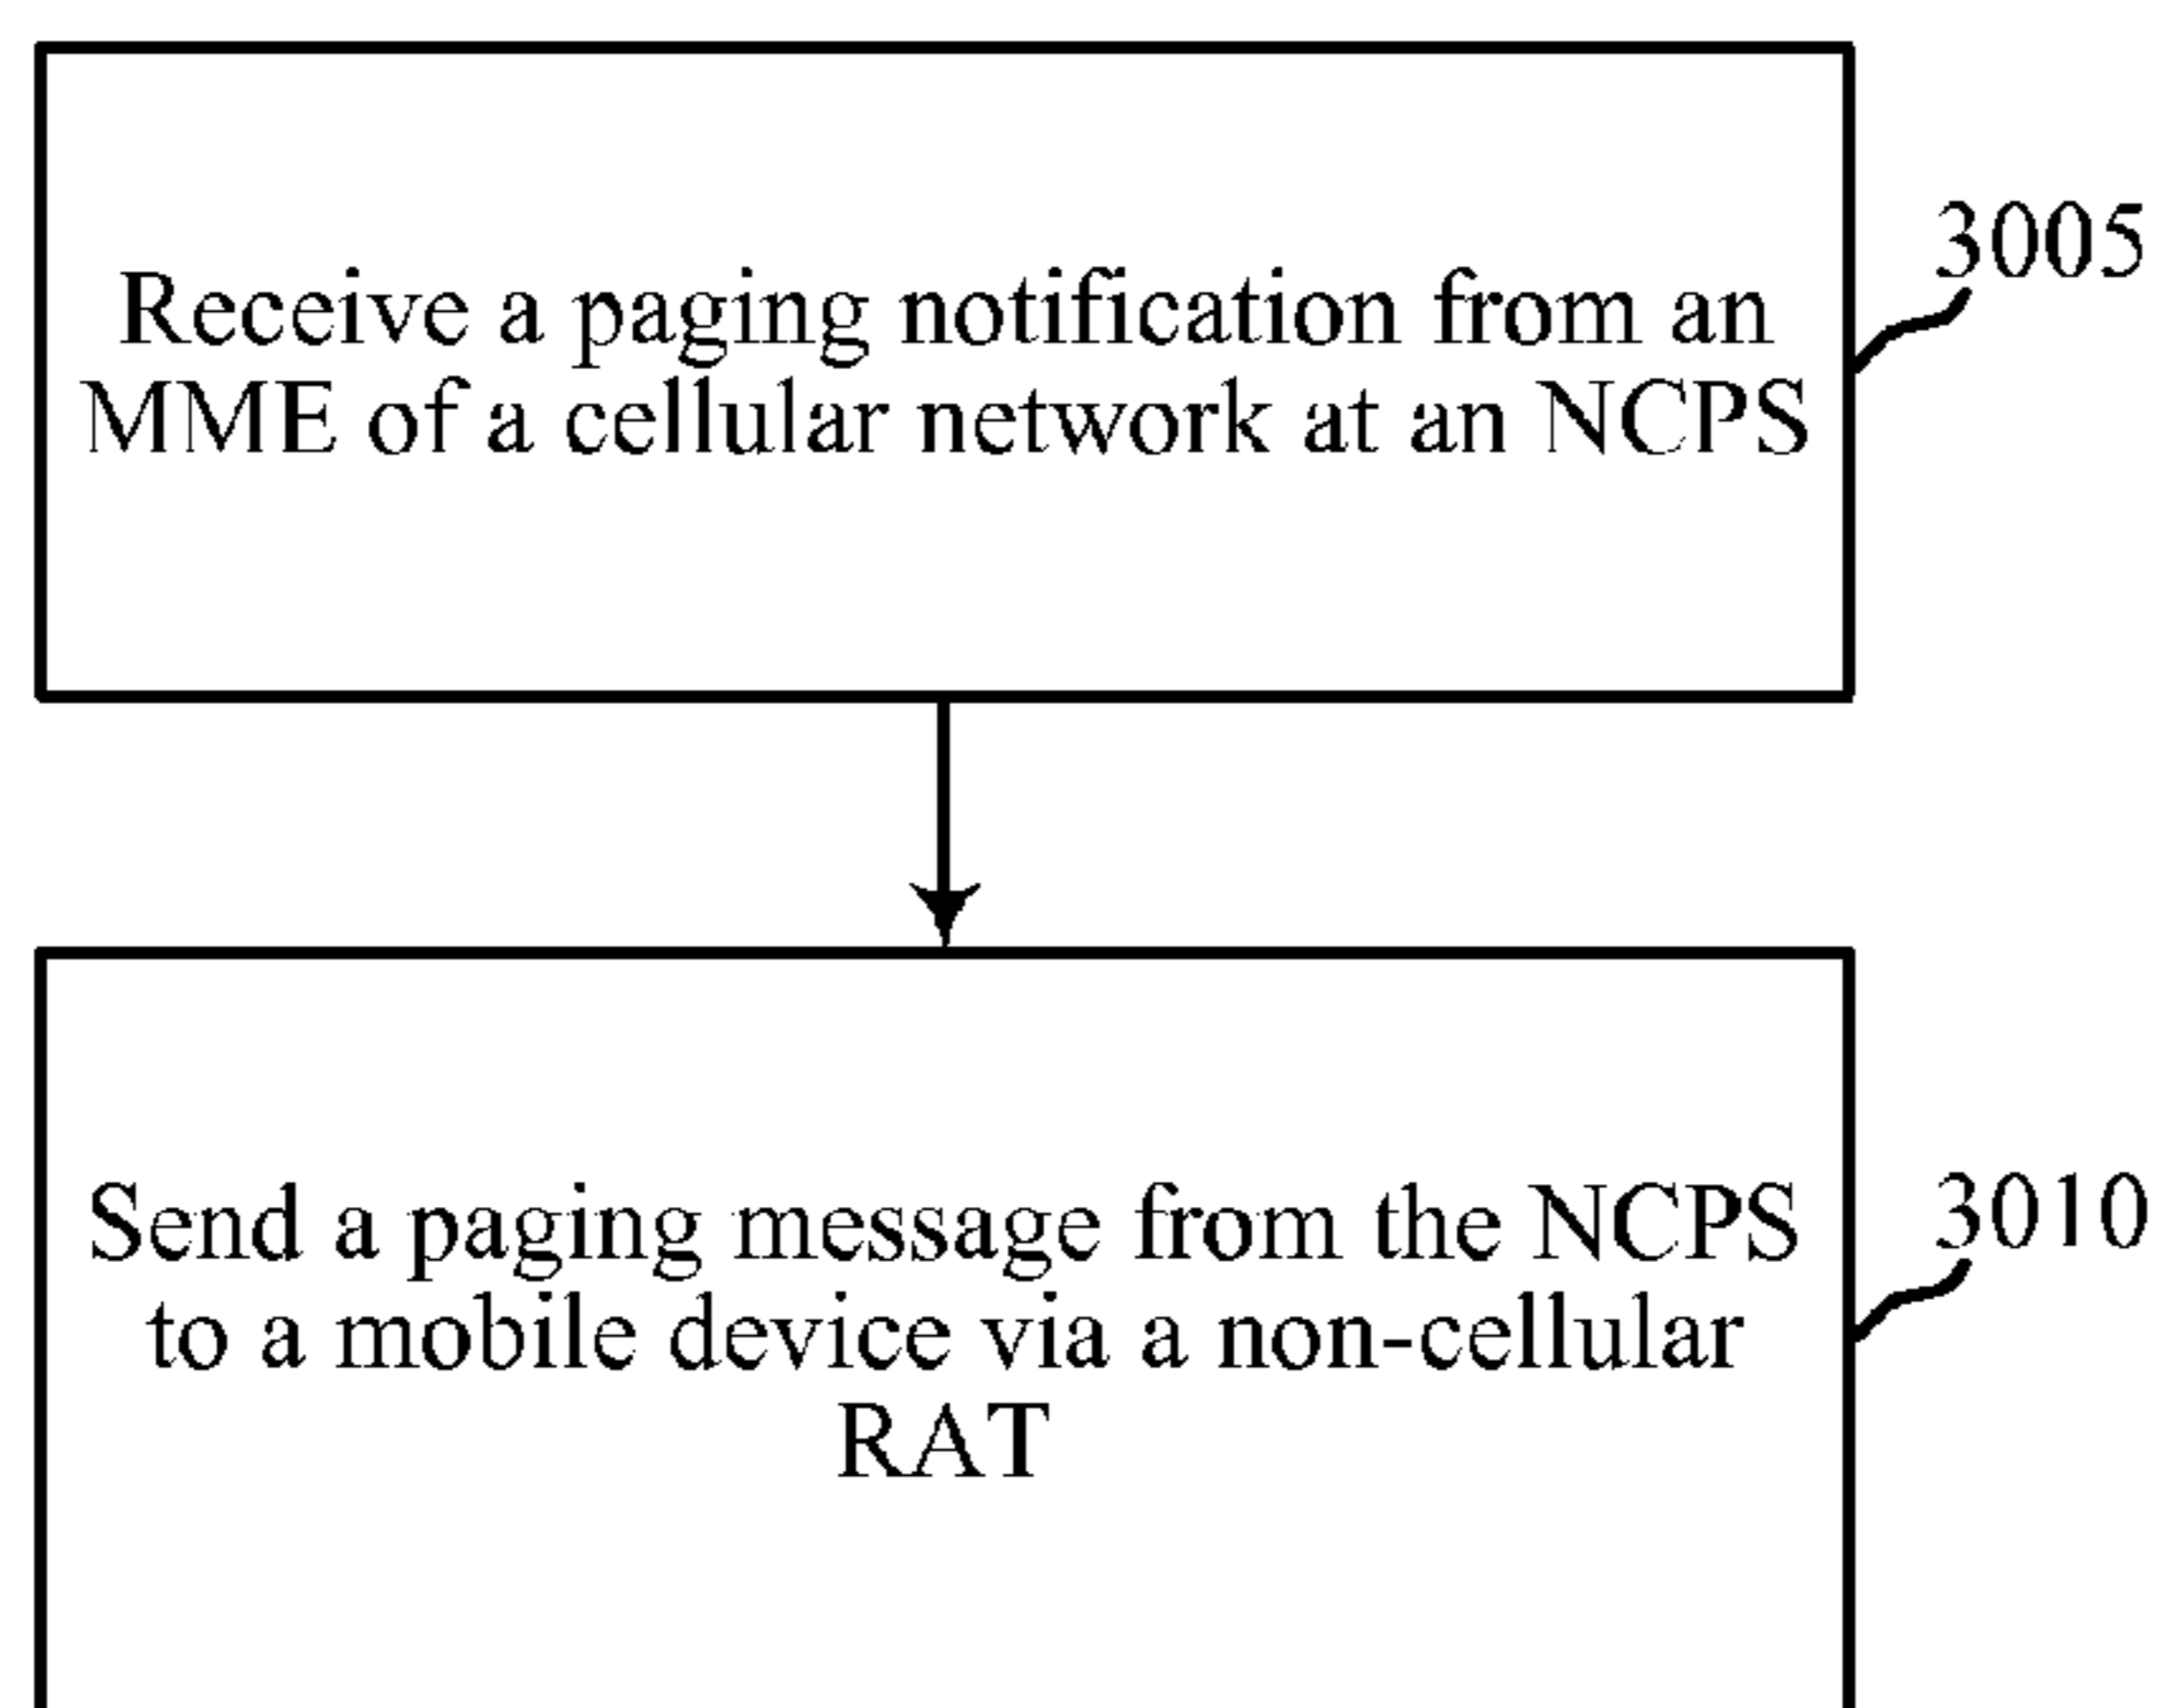 Receive a paging notification from an
MME of a cellular network at an NCPS
3005
Send a paging message from the NCPS
to a mobile device via a non-cellular
RAT
3010